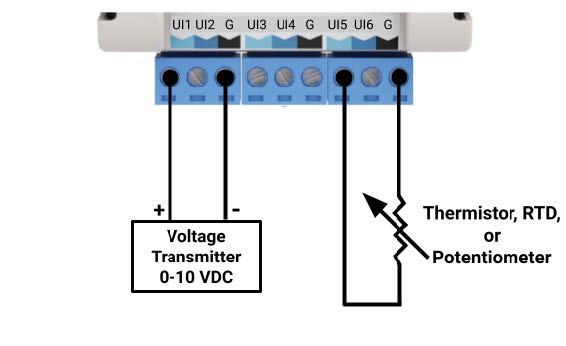 UI1 UI2 G UI3 UI4 G UI5 UI6 G
+ -
Voltage
Transmitter
0-10 VDC
Thermistor, RTD,
or
Potentiometer